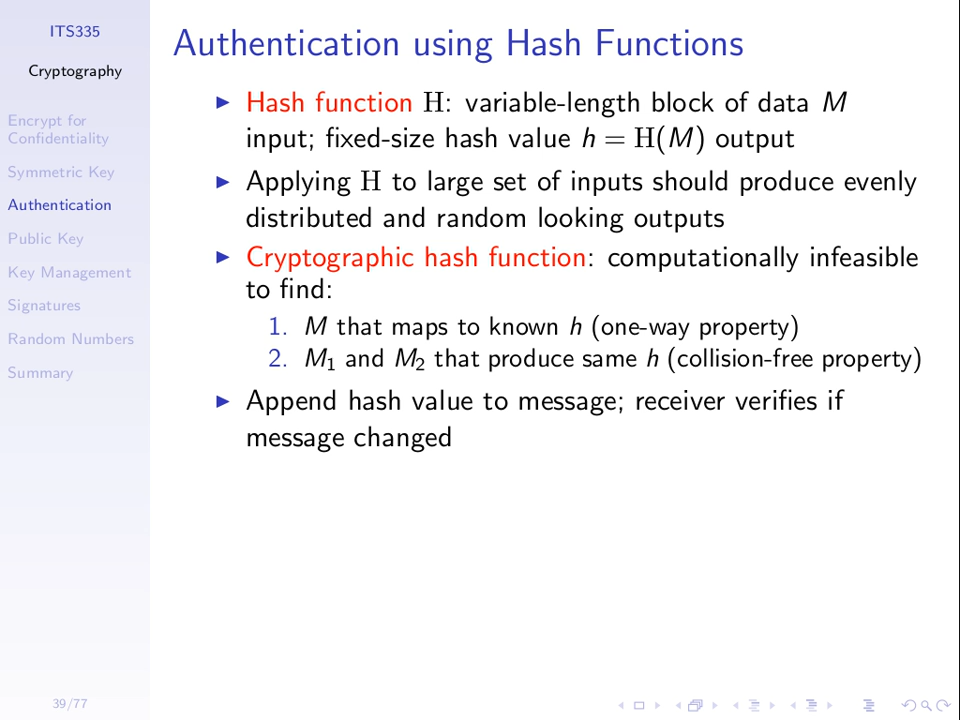 ITS335
Cryptography
Encrypt for
Confidentiality
Symmetric Key
Authentication
Public Key
Key Management
Signatures
Random Numbers
Summary
39/77
Authentication using Hash Functions
Hash function H: variable-length block of data M
input; fixed-size hash value h = H(M) output
Applying H to large set of inputs should produce evenly
distributed and random looking outputs
Cryptographic hash function: computationally infeasible
to find:
1. M that maps to known h (one-way property)
2. M₁ and M₂ that produce same h (collision-free property)
Append hash value to message; receiver verifies if
message changed